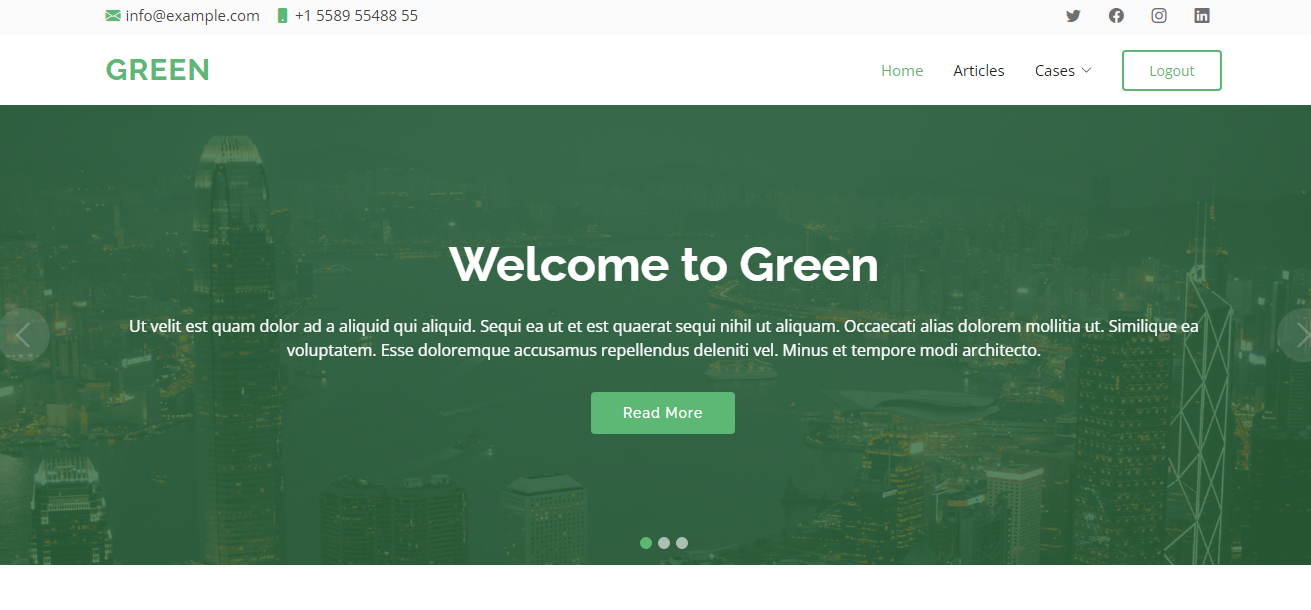 info@example.com +1 5589 55488 55
GREEN
Home Articles Cases Logout
Welcome to Green
Ut velit est quam dolor ad a aliquid qui aliquid. Sequi ea ut et est quaerat sequi nihil ut aliquam. Occaecati alias dolorem mollitia ut. Similique ea
voluptatem. Esse doloremque accusamus repellendus deleniti vel. Minus et tempore modi architecto.
Read More